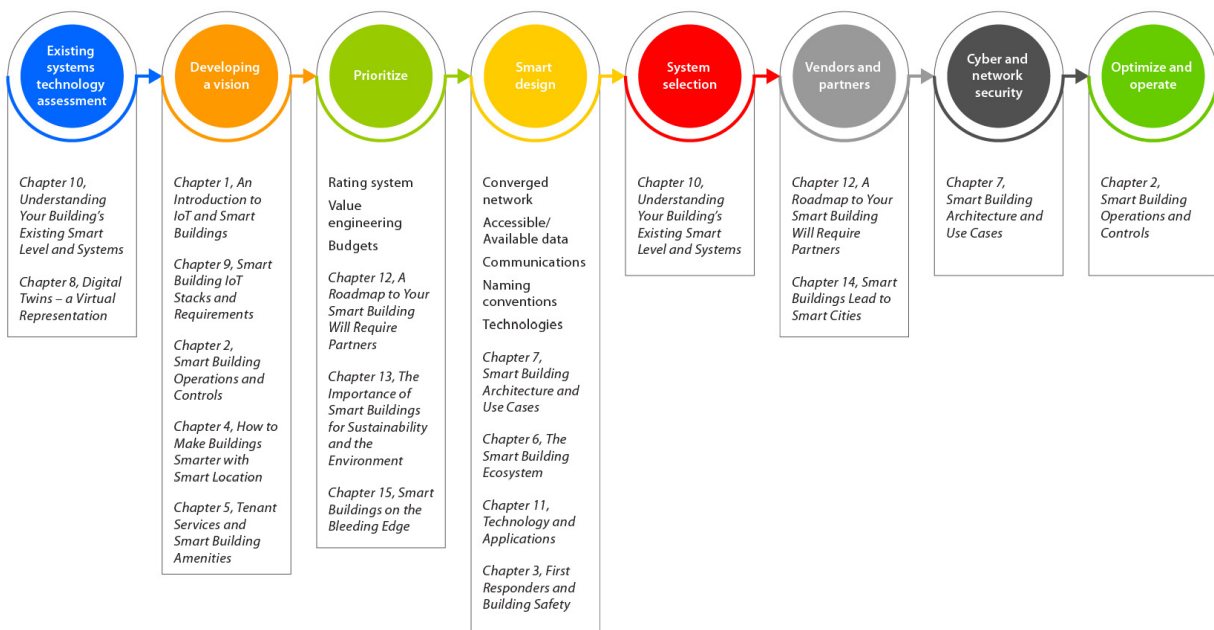 Existing
systems
technology
assessment
Developing
a vision
Prioritize
Smart
design
System
selection
Vendors and
partners
Cyber and
network
security
Optimize and
operate
Chapter 10,
Understanding
Your Building's
Existing Smart
Level and Systems
Chapter 8, Digital
Twins – a Virtual
Representation
Chapter 1, An
Introduction to
IoT and Smart
Buildings
Chapter 9, Smart
Building IoT
Stacks and
Requirements
Chapter 2,
Smart Building
Operations and
Controls
Chapter 4, How to
Make Buildings
Smarter with
Smart Location
Chapter 5, Tenant
Services and
Smart Building
Amenities
Rating system
Value
engineering
Budgets
Chapter 12, A
Roadmap to Your
Smart Building
Will Require
Partners
Chapter 13, The
Importance of
Smart Buildings
for Sustainability
and the
Environment
Chapter 15, Smart
Buildings on the
Bleeding Edge
Converged
network
Accessible/
Available data
Communications
Naming
conventions
Technologies
Chapter 7,
Smart Building
Architecture and
Use Cases
Chapter 6, The
Smart Building
Ecosystem
Chapter 11,
Technology and
Applications
Chapter 3, First
Responders and
Building Safety
Chapter 10,
Understanding
Your Building's
Existing Smart
Level and Systems
Chapter 12, A
Roadmap to Your
Smart Building
Will Require
Partners
Chapter 14, Smart
Buildings Lead to
Smart Cities
Chapter 7,
Smart Building
Architecture and
Use Cases
Chapter 2,
Smart Building
Operations and
Controls